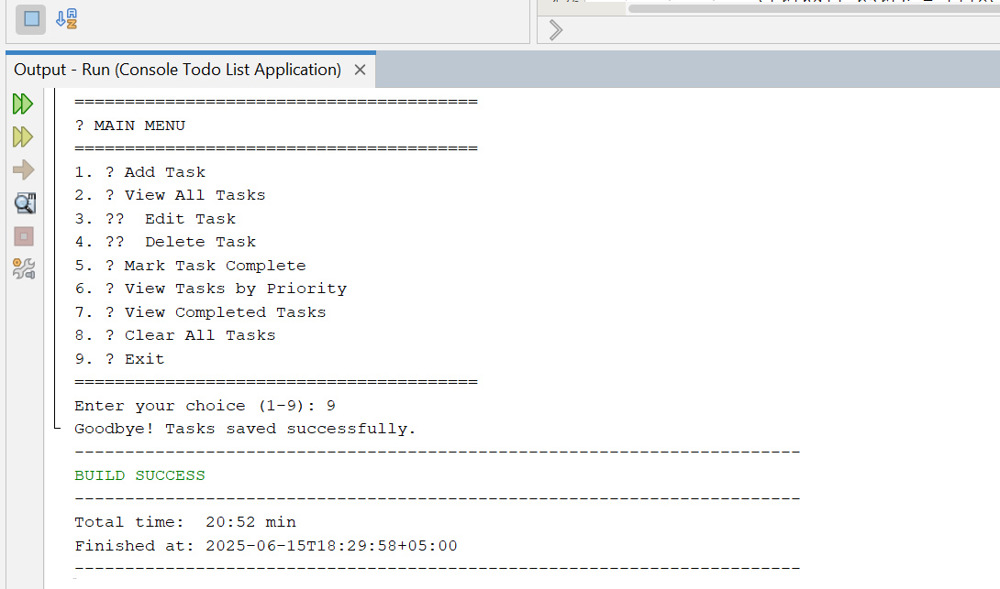 Output - Run (Console Todo List Application)
========================================
? MAIN MENU
========================================
1. ? Add Task
2. ? View All Tasks
3. ??  Edit Task
4. ??  Delete Task
5. ? Mark Task Complete
6. ? View Tasks by Priority
7. ? View Completed Tasks
8. ? Clear All Tasks
9. ? Exit
========================================
Enter your choice (1-9): 9
Goodbye! Tasks saved successfully.
------------------------------------------------------------------------
BUILD SUCCESS
------------------------------------------------------------------------
Total time:  20:52 min
Finished at: 2025-06-15T18:29:58+05:00
------------------------------------------------------------------------